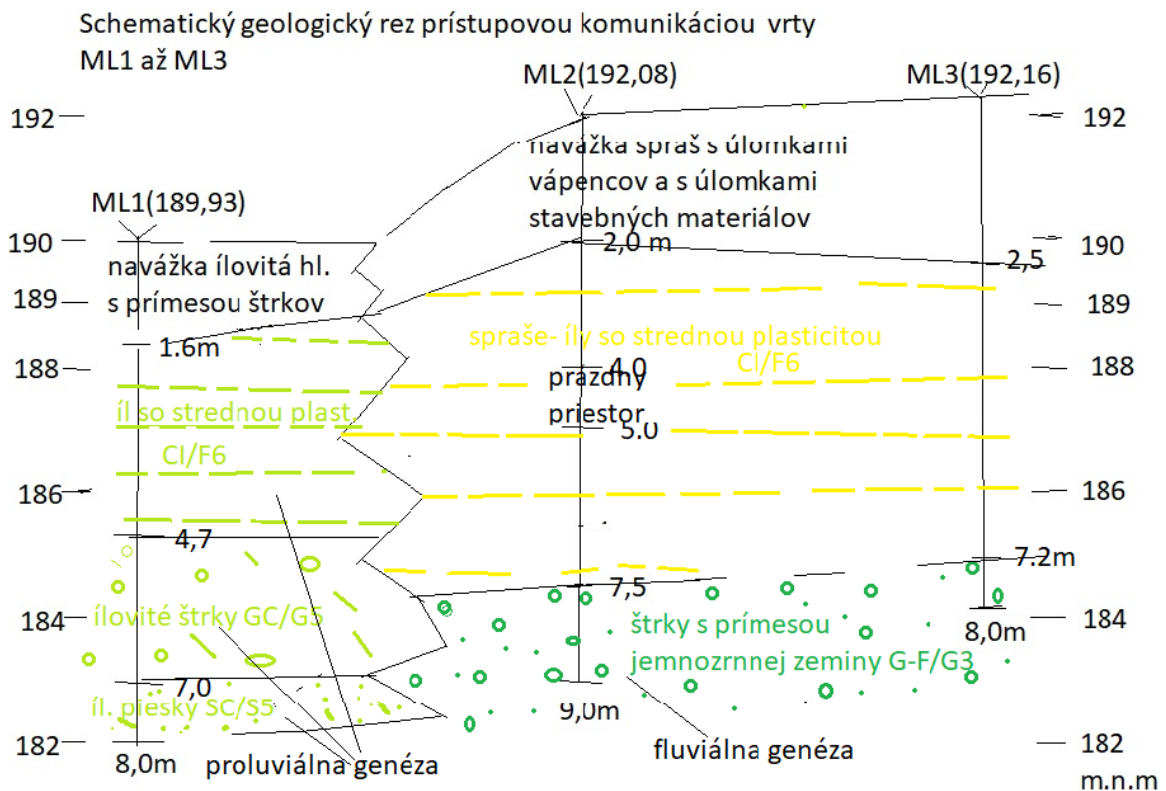 Schematický geologický rez prístupovou komunikáciou vrty
ML1 až ML3
ML2(192,08)
ML3(192,16)
192
192
navážka spraš s úlomkami
vápencov a s úlomkami
stavebných materiálov
ML1(189,93)
190
2,0 m
190
2,5
navážka ílovitá hl.
s prímesou štrkov
189
189
1.6m
spraše- íly so strednou plasticitou
CI/F6
188
4.0
188
prázdny
priestor
5.0
íl so strednou plast.
CI/F6
186
186
4,7
7.2m
7,5
ílovité štrky GC/G5
184
štrky s prímesou
184
8,0m
jemnozrnnej zeminy G-F/G3
7,0
íl. piesky SC/S5
9,0m
182
fluviálna genéza
182
8,0m
proluviálna genéza
m.n.m